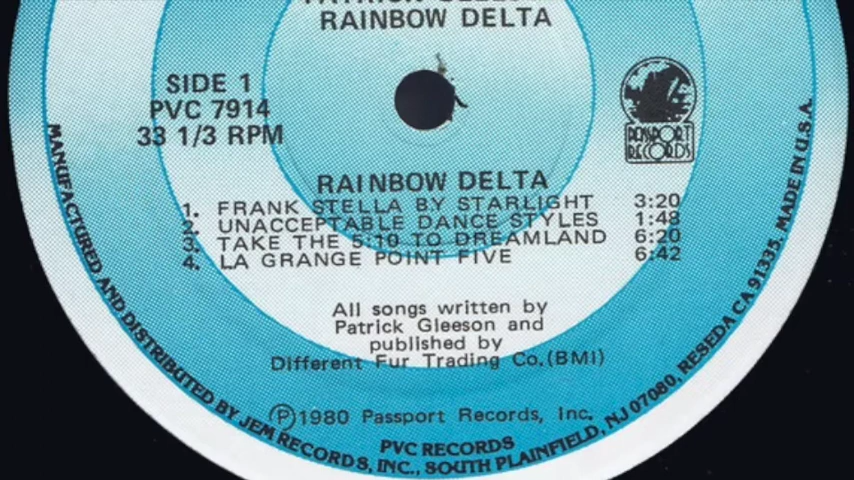 PATRICK GLEESON
RAINBOW DELTA
SIDE 1
PVC 7914
33 1/3 RPM
PASSPORT
RECORDS
RAINBOW DELTA
1. FRANK STELLA BY STARLIGHT 3:20
2. UNACCEPTABLE DANCE STYLES 1:48
3. TAKE THE 5:10 TO DREAMLAND 6:20
4. LA GRANGE POINT FIVE 6:42
All songs written by
Patrick Gleeson and
published by
Different Fur Trading Co.(BMI)
Ⓟ1980 Passport Records, Inc.
PVC RECORDS
MANUFACTURED AND DISTRIBUTED BY JEM RECORDS, INC., SOUTH PLAINFIELD, NJ 07080, RESEDA CA 91335. MADE IN U.S.A.